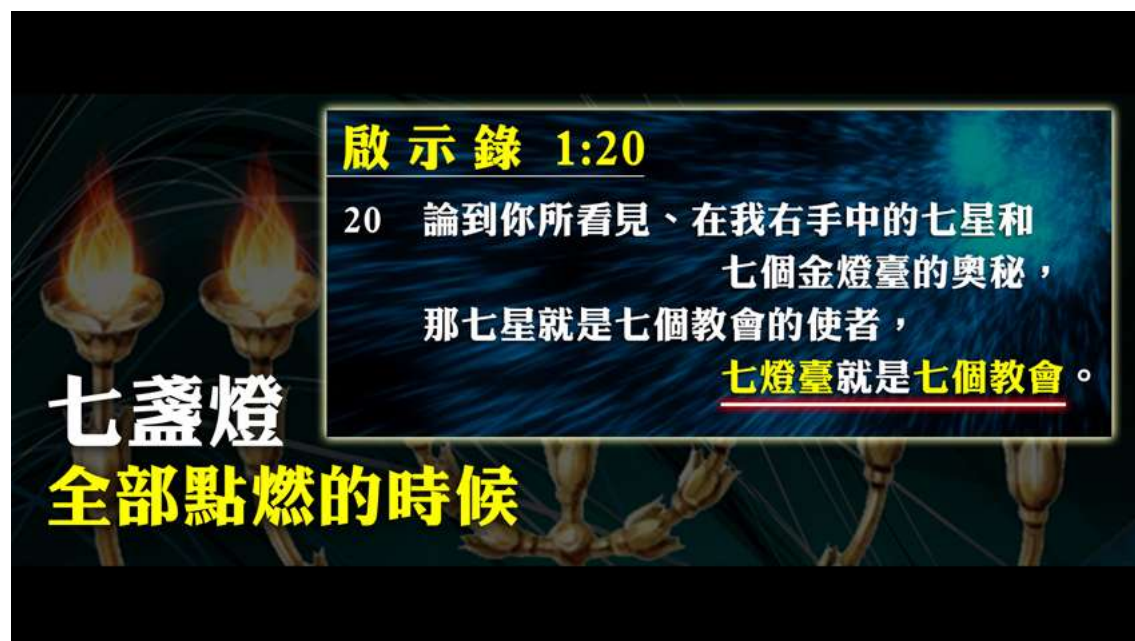 啟示錄 1:20
20 論到你所看見、在我右手中的七星和
七個金燈臺的奧秘，
那七星就是七個教會的使者，
七燈臺就是七個教會。
七盞燈
全部點燃的時候